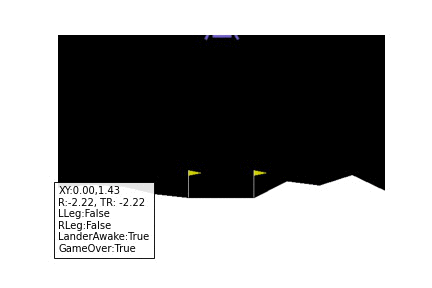 XY:0.00,1.43
R:-2.22, TR: -2.22
LLeg:False
RLeg:False
LanderAwake:True
GameOver:True